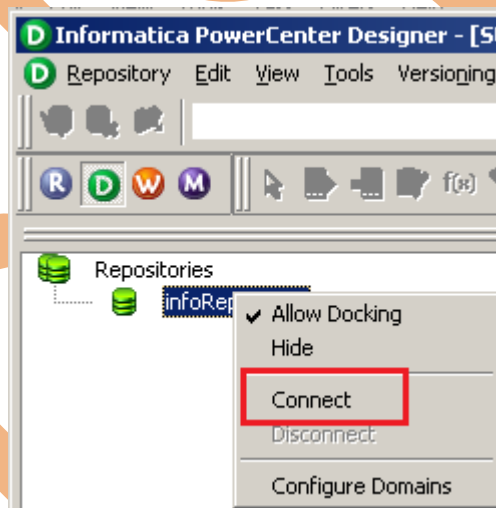 D Informatica PowerCenter Designer - [S
D Repository Edit View Tools Versioning
R D W M f(x)
Repositories
infoRep
Allow Docking
Hide
Connect
Disconnect
Configure Domains